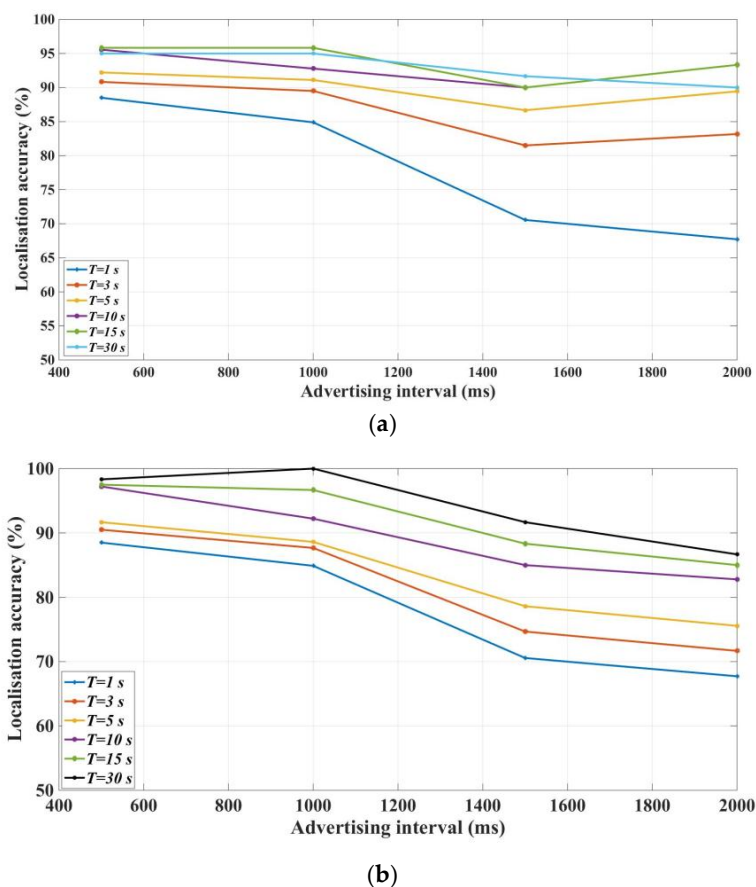 100
95
90
85
80
75
70
65
60
55
50
Localisation accuracy (%)
T=1 s
T=3 s
T=5 s
T=10 s
T=15 s
T=30 s
400 600 800 1000 1200 1400 1600 1800 2000
Advertising interval (ms)
(a)
100
90
80
70
60
50
Localisation accuracy (%)
T=1 s
T=3 s
T=5 s
T=10 s
T=15 s
T=30 s
400 600 800 1000 1200 1400 1600 1800 2000
Advertising interval (ms)
(b)